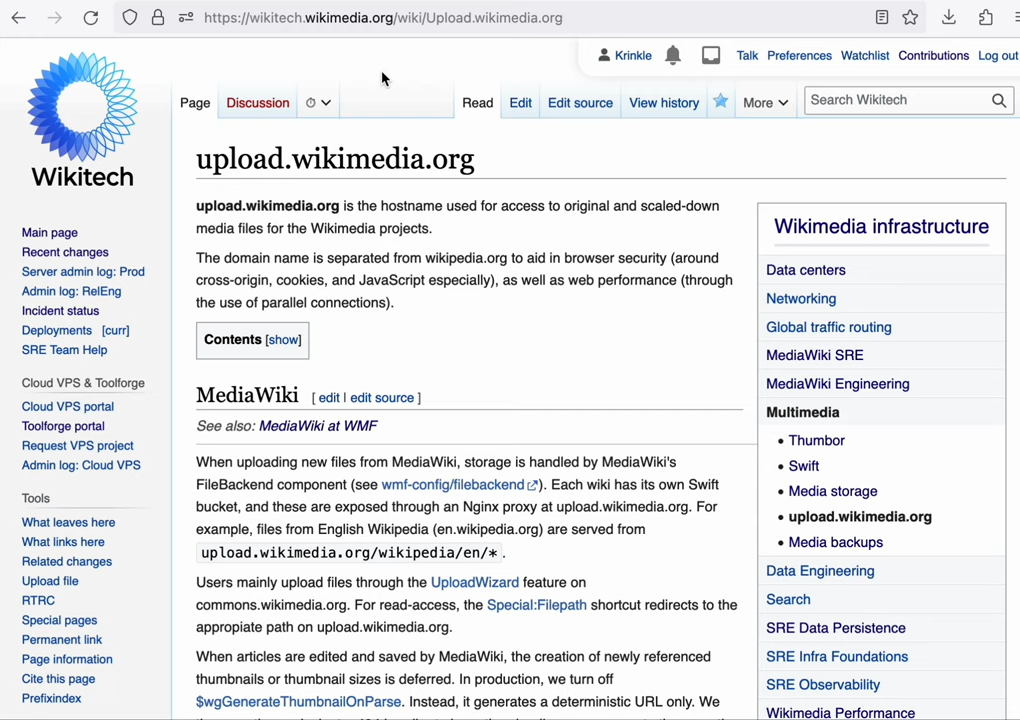 https://wikitech.wikimedia.org/wiki/Upload.wikimedia.org
Krinkle
Talk Preferences Watchlist Contributions Log out
Wikitech
Page Discussion
Read Edit Edit source View history More
Search Wikitech
Main page
Recent changes
Server admin log: Prod
Admin log: RelEng
Incident status
Deployments [curr]
SRE Team Help
Cloud VPS & Toolforge
Cloud VPS portal
Toolforge portal
Request VPS project
Admin log: Cloud VPS
Tools
What leaves here
What links here
Related changes
Upload file
RTRC
Special pages
Permanent link
Page information
Cite this page
Prefixindex
upload.wikimedia.org
upload.wikimedia.org is the hostname used for access to original and scaled-down
media files for the Wikimedia projects.
The domain name is separated from wikipedia.org to aid in browser security (around
cross-origin, cookies, and JavaScript especially), as well as web performance (through
the use of parallel connections).
Contents [show]
MediaWiki [ edit | edit source ]
See also: MediaWiki at WMF
When uploading new files from MediaWiki, storage is handled by MediaWiki's
FileBackend component (see wmf-config/filebackend). Each wiki has its own Swift
bucket, and these are exposed through an Nginx proxy at upload.wikimedia.org. For
example, files from English Wikipedia (en.wikipedia.org) are served from
upload.wikimedia.org/wikipedia/en/* .
Users mainly upload files through the UploadWizard feature on
commons.wikimedia.org. For read-access, the Special:Filepath shortcut redirects to the
appropiate path on upload.wikimedia.org.
When articles are edited and saved by MediaWiki, the creation of newly referenced
thumbnails or thumbnail sizes is deferred. In production, we turn off
$wgGenerateThumbnailOnParse. Instead, it generates a deterministic URL only. We
Wikimedia infrastructure
Data centers
Networking
Global traffic routing
MediaWiki SRE
MediaWiki Engineering
Multimedia
• Thumbor
• Swift
• Media storage
• upload.wikimedia.org
• Media backups
Data Engineering
Search
SRE Data Persistence
SRE Infra Foundations
SRE Observability
Wikimedia Performance